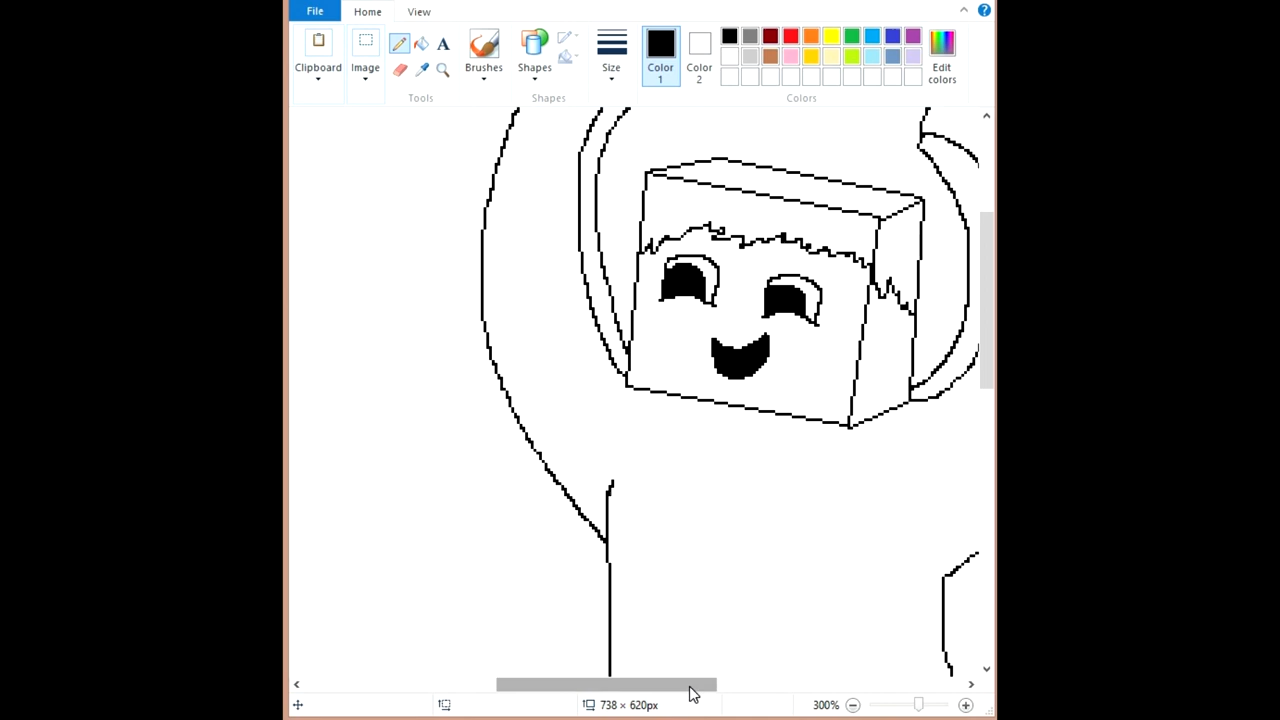 File Home View
Clipboard Image A Brushes Shapes Size Color 1 Color 2 Edit colors
Tools Shapes Colors
738 × 620px 300%